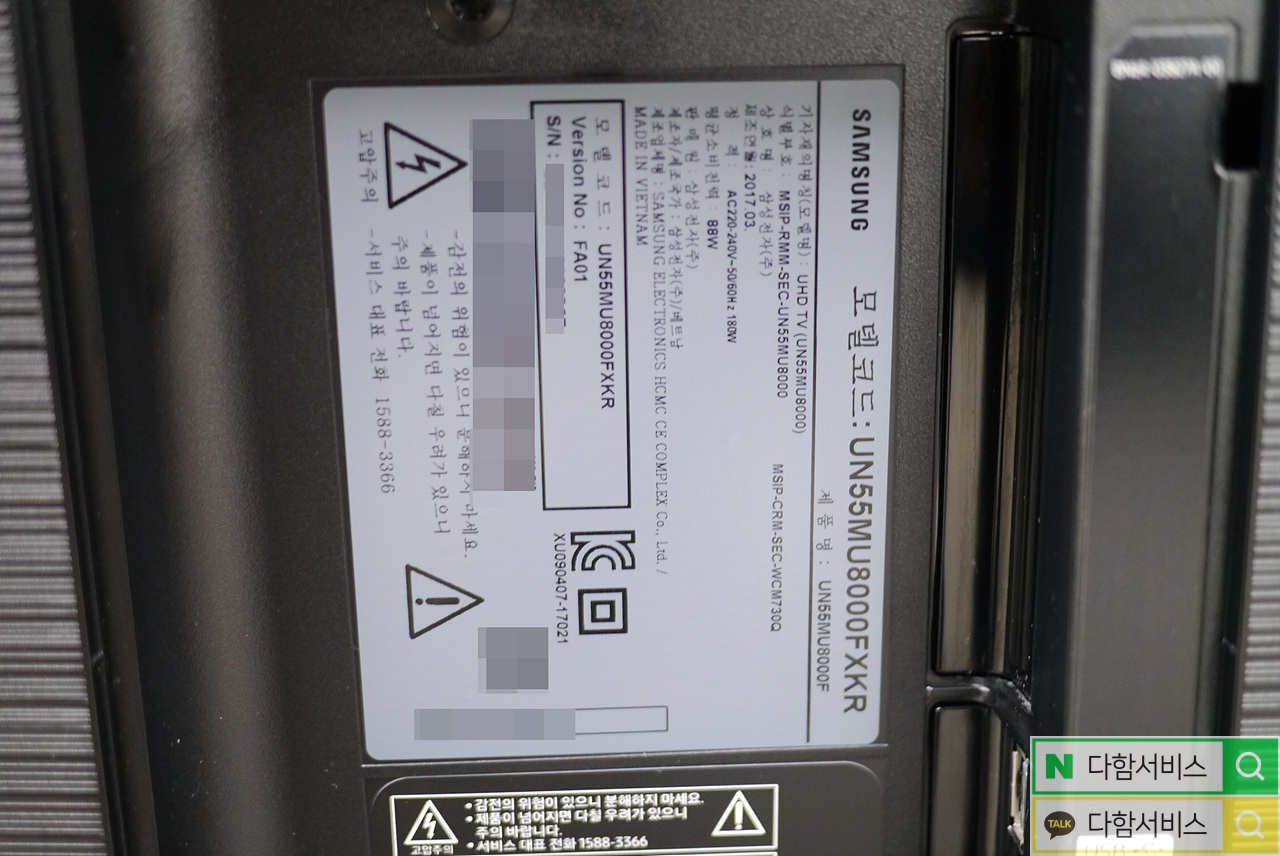 SAMSUNG 모델코드 : UN55MU8000FXKR
제 품 명 : UN55MU8000F
기자재의명칭(모델명) : UHD TV (UN55MU8000)
식별부호 : MSIP-RMM-SEC-UN55MU8000 MSIP-CRM-SEC-WCM730Q
상 호 명 : 삼성전자(주)
제조연월 : 2017.03.
정 격 : AC220-240V~50/60Hz 180W
평균소비전력 : 88W
판 매 원 : 삼성전자(주)
제조자/제조국가 : 삼성전자(주)/베트남
제조업체명 : SAMSUNG ELECTRONICS HCMC CE COMPLEX Co., Ltd. /
MADE IN VIETNAM
모 델 코 드 : UN55MU8000FXKR
Version No : FA01
S/N :
XU090407-17021
고압주의
-감전의 위험이 있으니 분해하지 마세요.
-제품이 넘어지면 다칠 우려가 있으니
주의 바랍니다.
-서비스 대표 전화 1588-3366
고압주의
• 감전의 위험이 있으니 분해하지 마세요.
• 제품이 넘어지면 다칠 우려가 있으니
주의 바랍니다.
• 서비스 대표 전화 1588-3366
N 다함서비스
TALK 다함서비스